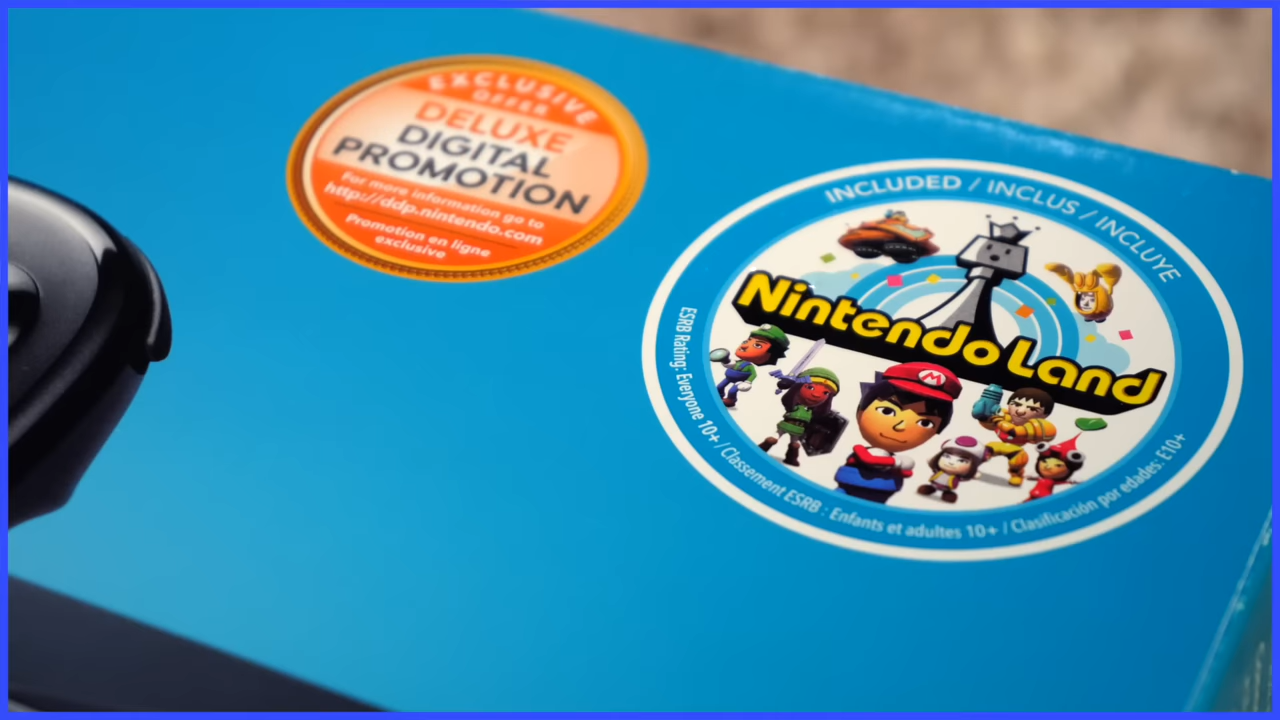 EXCLUSIVE
OFFER
DELUXE
DIGITAL
PROMOTION
For more information go to
http://ddp.nintendo.com
Promotion en ligne
exclusive
INCLUDED / INCLUS / INCLUYE
Nintendo Land
ESRB Rating: Everyone 10+ / Classement ESRB : Enfants et adultes 10+ / Clasificación por edades: E10+